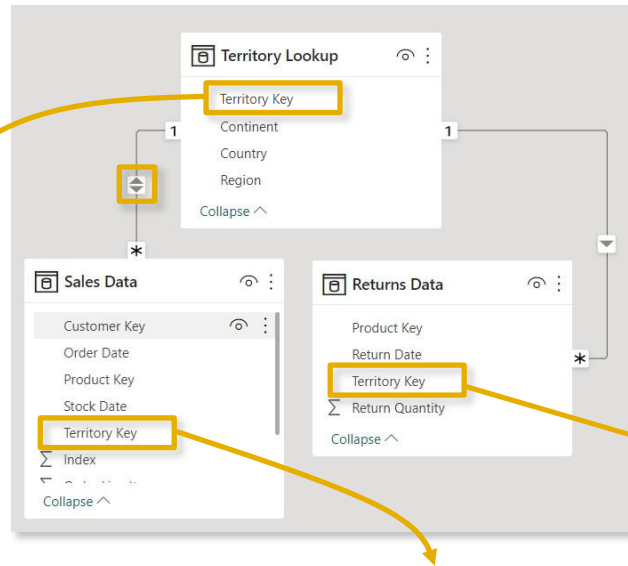 Territory Lookup
Territory Key
Continent
Country
Region
Collapse
1
1
*
*
Sales Data
Customer Key
Order Date
Product Key
Stock Date
Territory Key
Σ Index
Collapse
Returns Data
Product Key
Return Date
Territory Key
Σ Return Quantity
Collapse